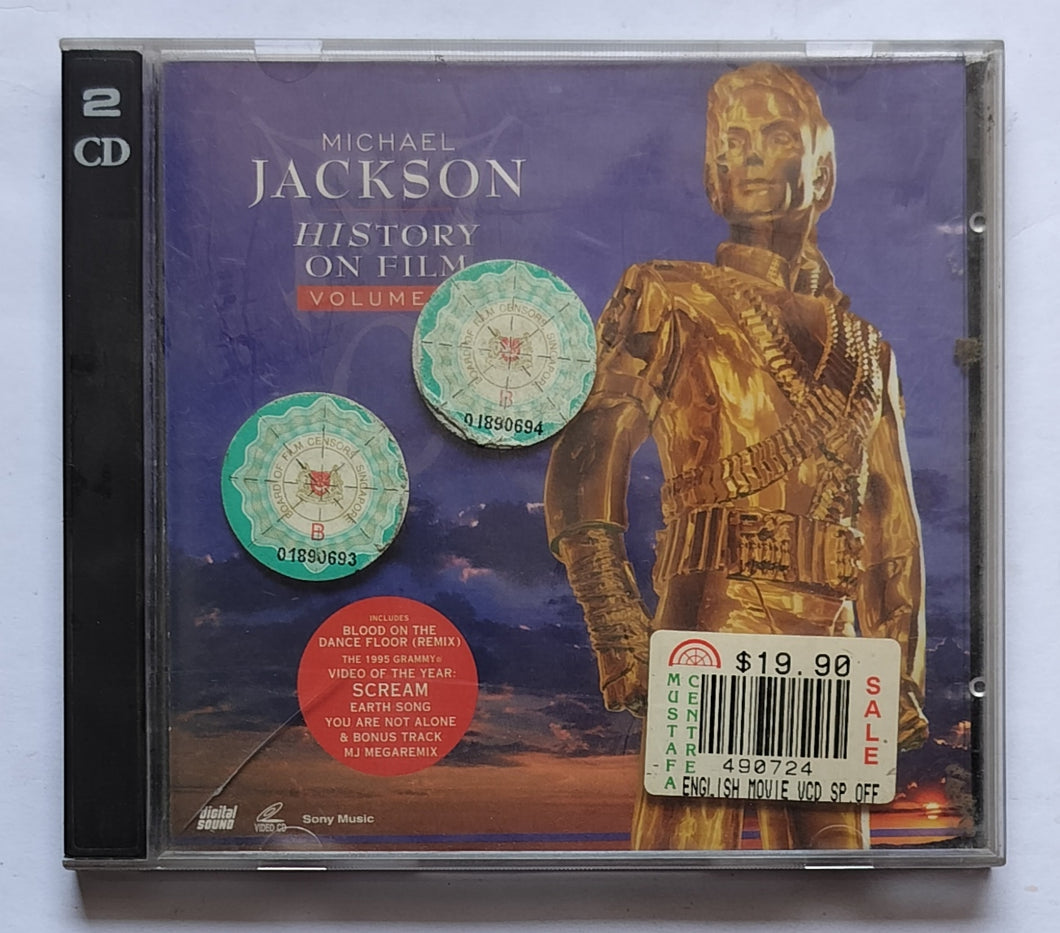 2
CD
MICHAEL
JACKSON
HISTORY
ON FILM
VOLUME
BOARD OF FILM CENSORS SINGAPORE
B
01890694
BOARD OF FILM CENSORS SINGAPORE
B
01890693
INCLUDES
BLOOD ON THE
DANCE FLOOR (REMIX)
THE 1995 GRAMMY®
VIDEO OF THE YEAR:
SCREAM
EARTH SONG
YOU ARE NOT ALONE
& BONUS TRACK
MJ MEGAREMIX
$19.90
MUSTAFA
CENTRE
SALE
490724
ENGLISH MOVIE VCD SP.OFF
digital
SOUND
VIDEO CD
Sony Music